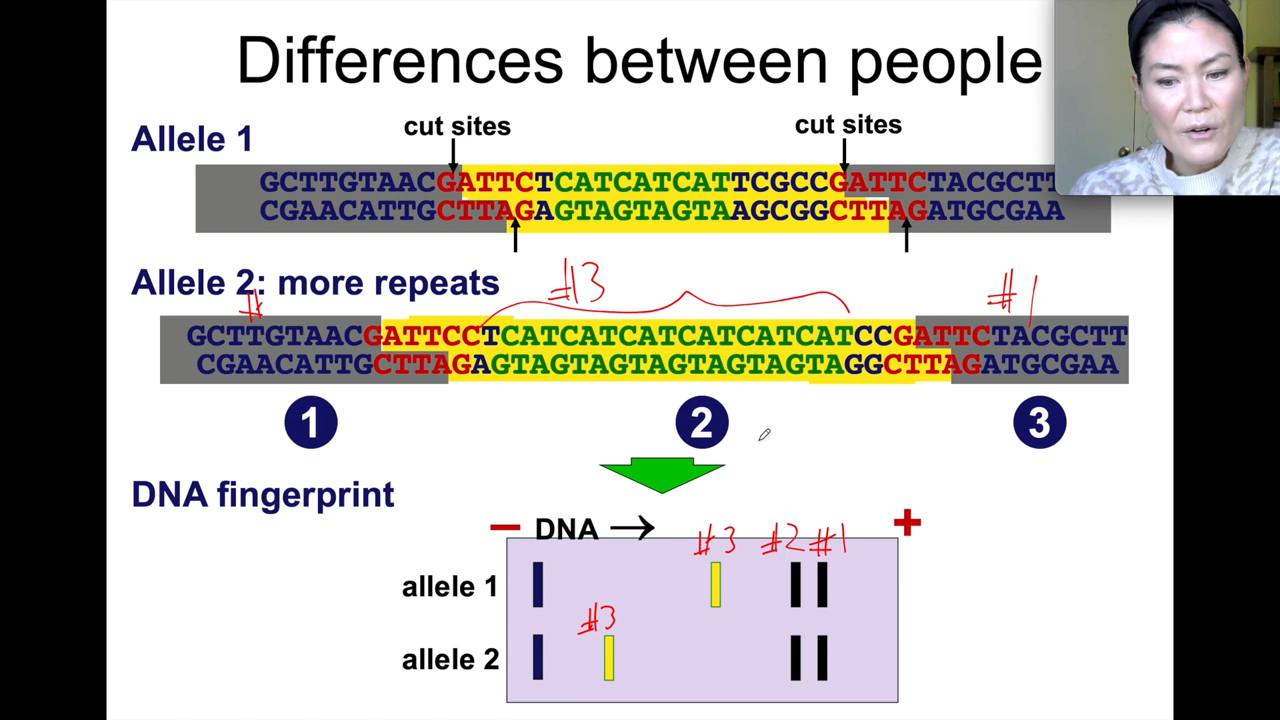 Differences between people
Allele 1
cut sites
cut sites
GCTTGTAACGATTCTCATCATCATTCGCCGATTCTACGCTT
CGAACATTGCTTAGAGTAGTAGTAAGCGGCTTAGATGCGAA
Allele 2: more repeats
#3
#1
#
GCTTGTAACGATTCCTCATCATCATCATCATCATCCGATTCTACGCTT
CGAACATTGCTTAGAGTAGTAGTAGTAGTAGTAGGCTTAGATGCGAA
1 2 3
DNA fingerprint
– DNA → +
#3 #2 #1
allele 1
#3
allele 2